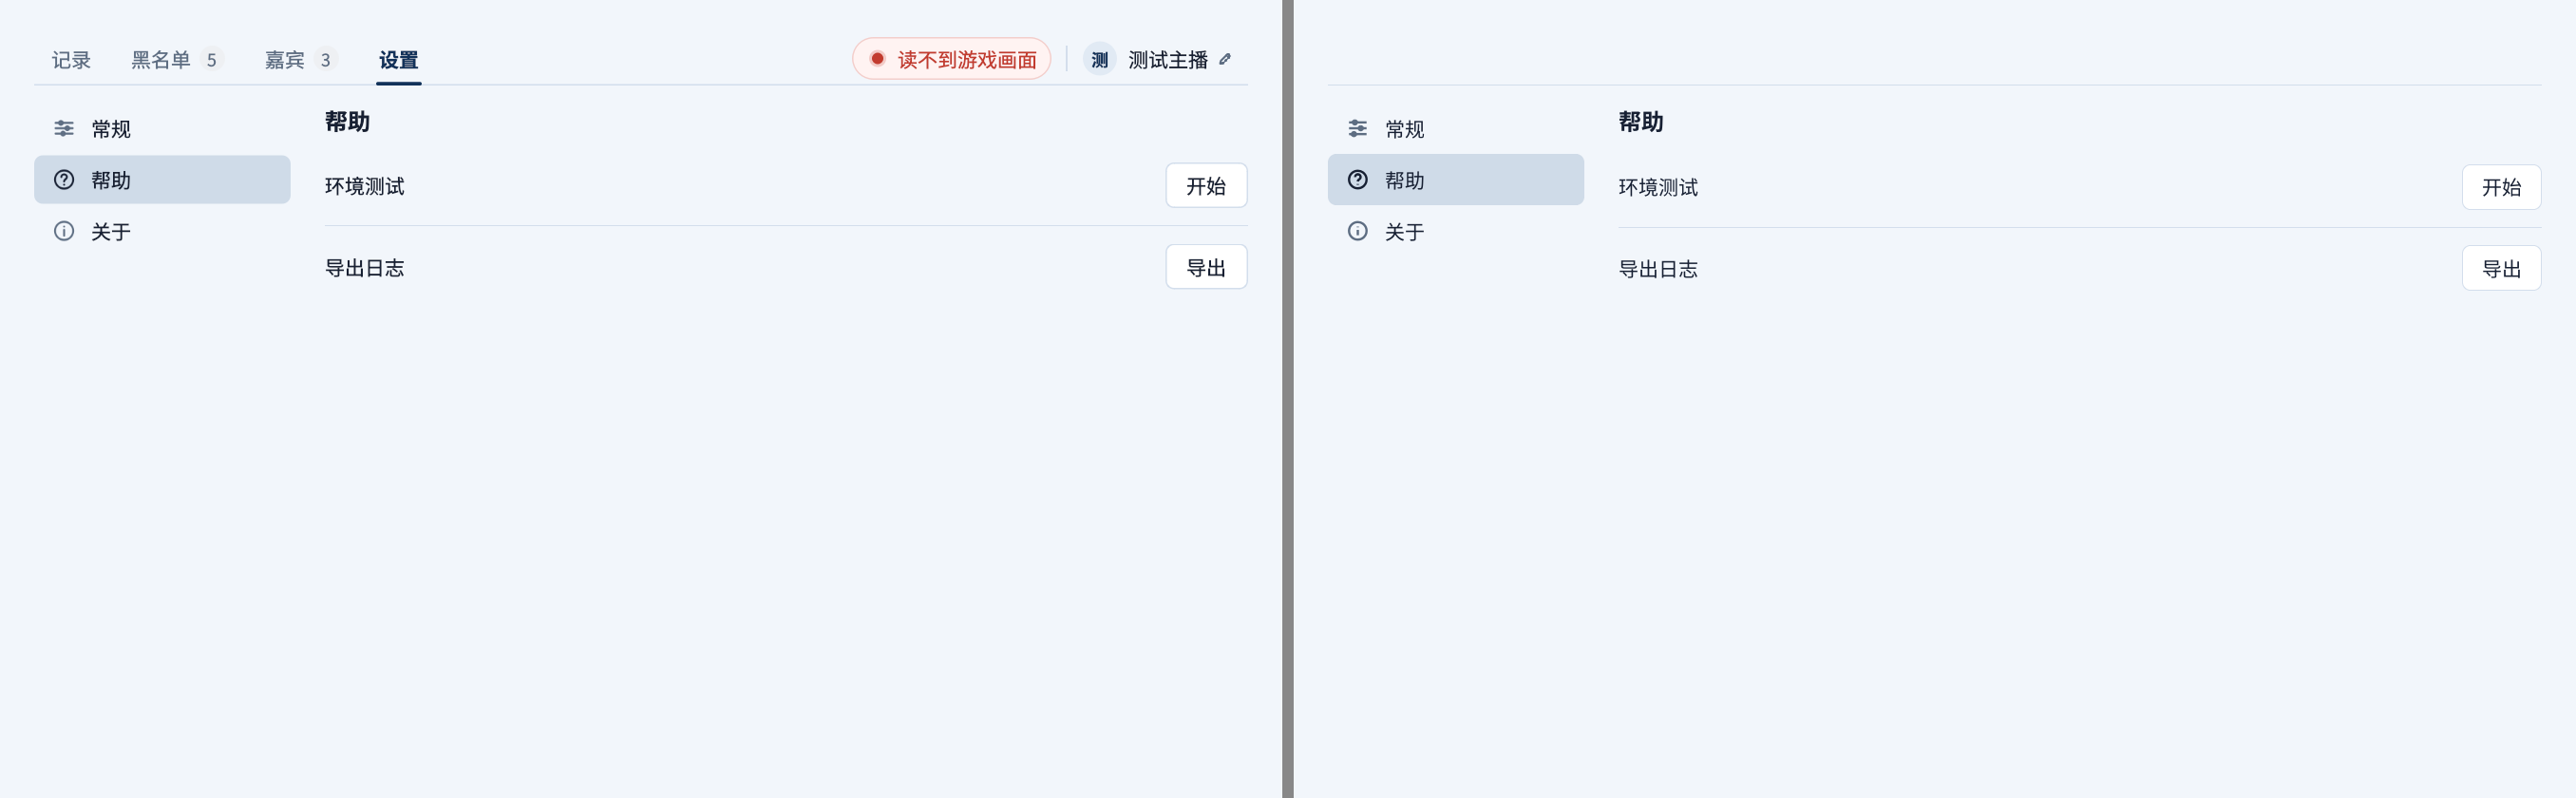 记录 黑名单 5 嘉宾 3 设置 读不到游戏画面 测 测试主播
常规
帮助
关于
帮助
环境测试 开始
导出日志 导出
常规
帮助
关于
帮助
环境测试 开始
导出日志 导出